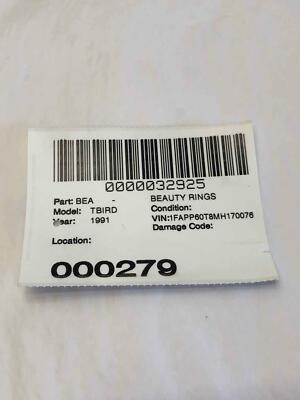 0000032925
Part: BEA - BEAUTY RINGS
Model: TBIRD Condition:
Year: 1991 VIN:1FAPP60T8MH170076
Damage Code:
Location:
000279